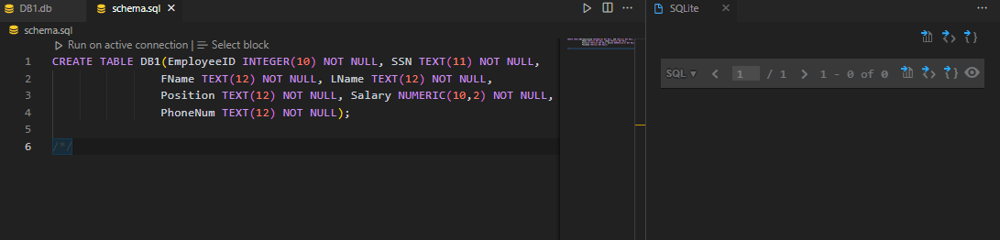 DB1.db
schema.sql
SQLite
schema.sql
Run on active connection | Select block
1 CREATE TABLE DB1(EmployeeID INTEGER(10) NOT NULL, SSN TEXT(11) NOT NULL,
2 FName TEXT(12) NOT NULL, LName TEXT(12) NOT NULL,
3 Position TEXT(12) NOT NULL, Salary NUMERIC(10,2) NOT NULL,
4 PhoneNum TEXT(12) NOT NULL);
5
6 /*/
SQL 1 / 1 1 - 0 of 0